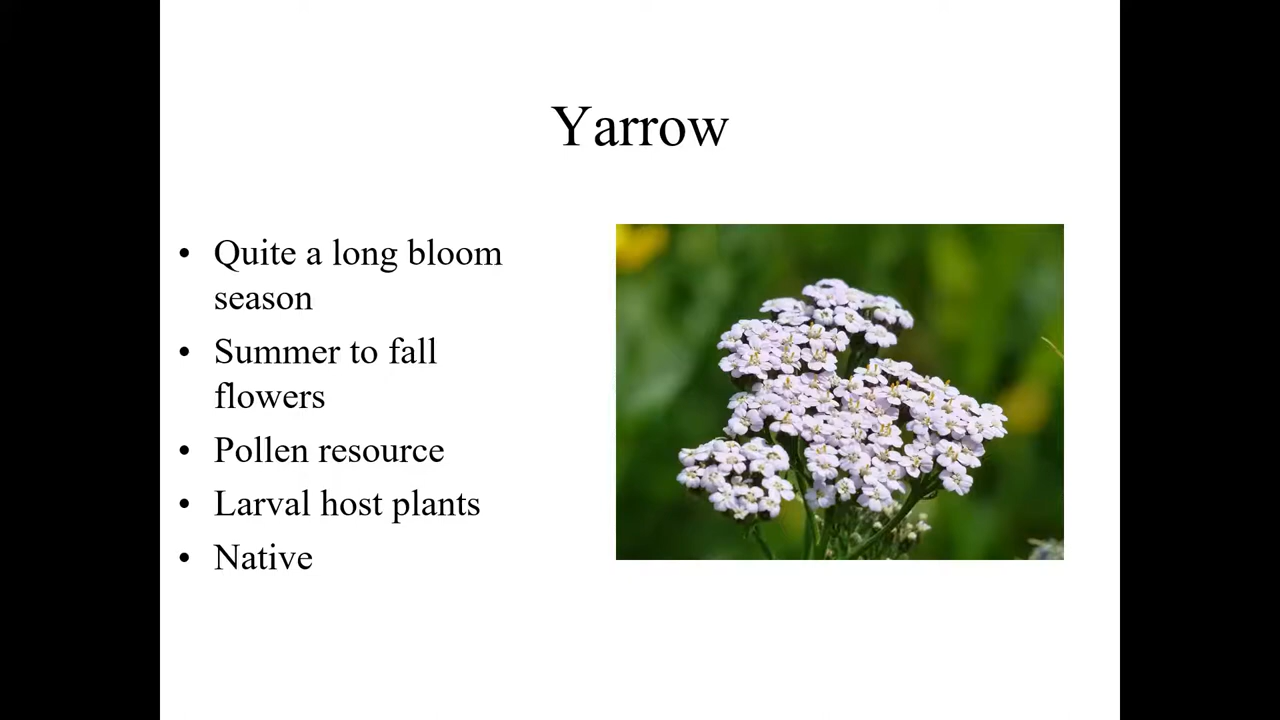 Yarrow
• Quite a long bloom
season
• Summer to fall
flowers
• Pollen resource
• Larval host plants
• Native